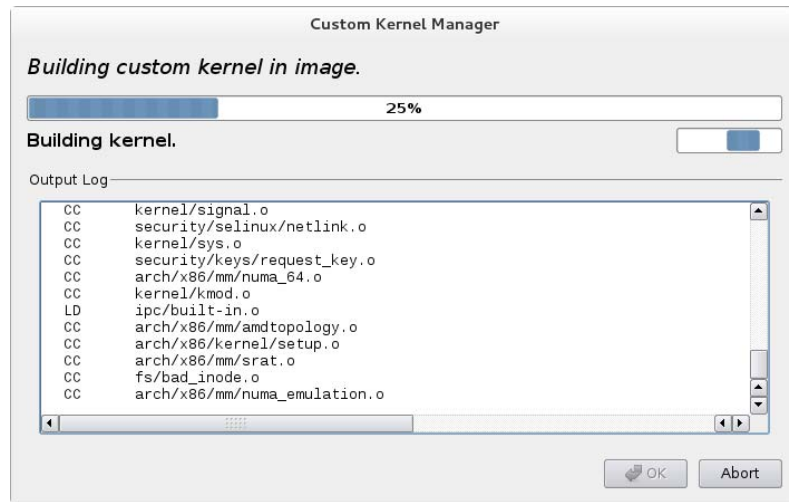 Custom Kernel Manager
Building custom kernel in image.
25%
Building kernel.
Output Log
CC kernel/signal.o
CC security/selinux/netlink.o
CC kernel/sys.o
CC security/keys/request_key.o
CC arch/x86/mm/numa_64.o
CC kernel/kmod.o
LD ipc/built-in.o
CC arch/x86/mm/amdtopology.o
CC arch/x86/kernel/setup.o
CC arch/x86/mm/srat.o
CC fs/bad_inode.o
CC arch/x86/mm/numa_emulation.o
OK Abort